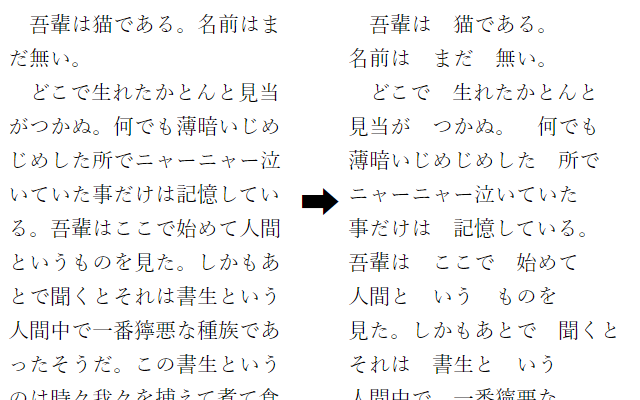 吾輩は猫である。名前はま
だ無い。
　どこで生れたかとんと見当
がつかぬ。何でも薄暗いじめ
じめした所でニャーニャー泣
いていた事だけは記憶してい
る。吾輩はここで始めて人間
というものを見た。しかもあ
とで聞くとそれは書生という
人間中で一番獰悪な種族であ
ったそうだ。この書生という
のは時々我々を捕えて煮て食
　吾輩は　猫である。
名前は　まだ　無い。
　どこで　生れたかとんと
見当が　つかぬ。　何でも
薄暗いじめじめした　所で
ニャーニャー泣いていた
事だけは　記憶している。
吾輩は　ここで　始めて
人間と　いう　ものを
見た。しかもあとで　聞くと
それは　書生と　いう
人間中で　一番獰悪な